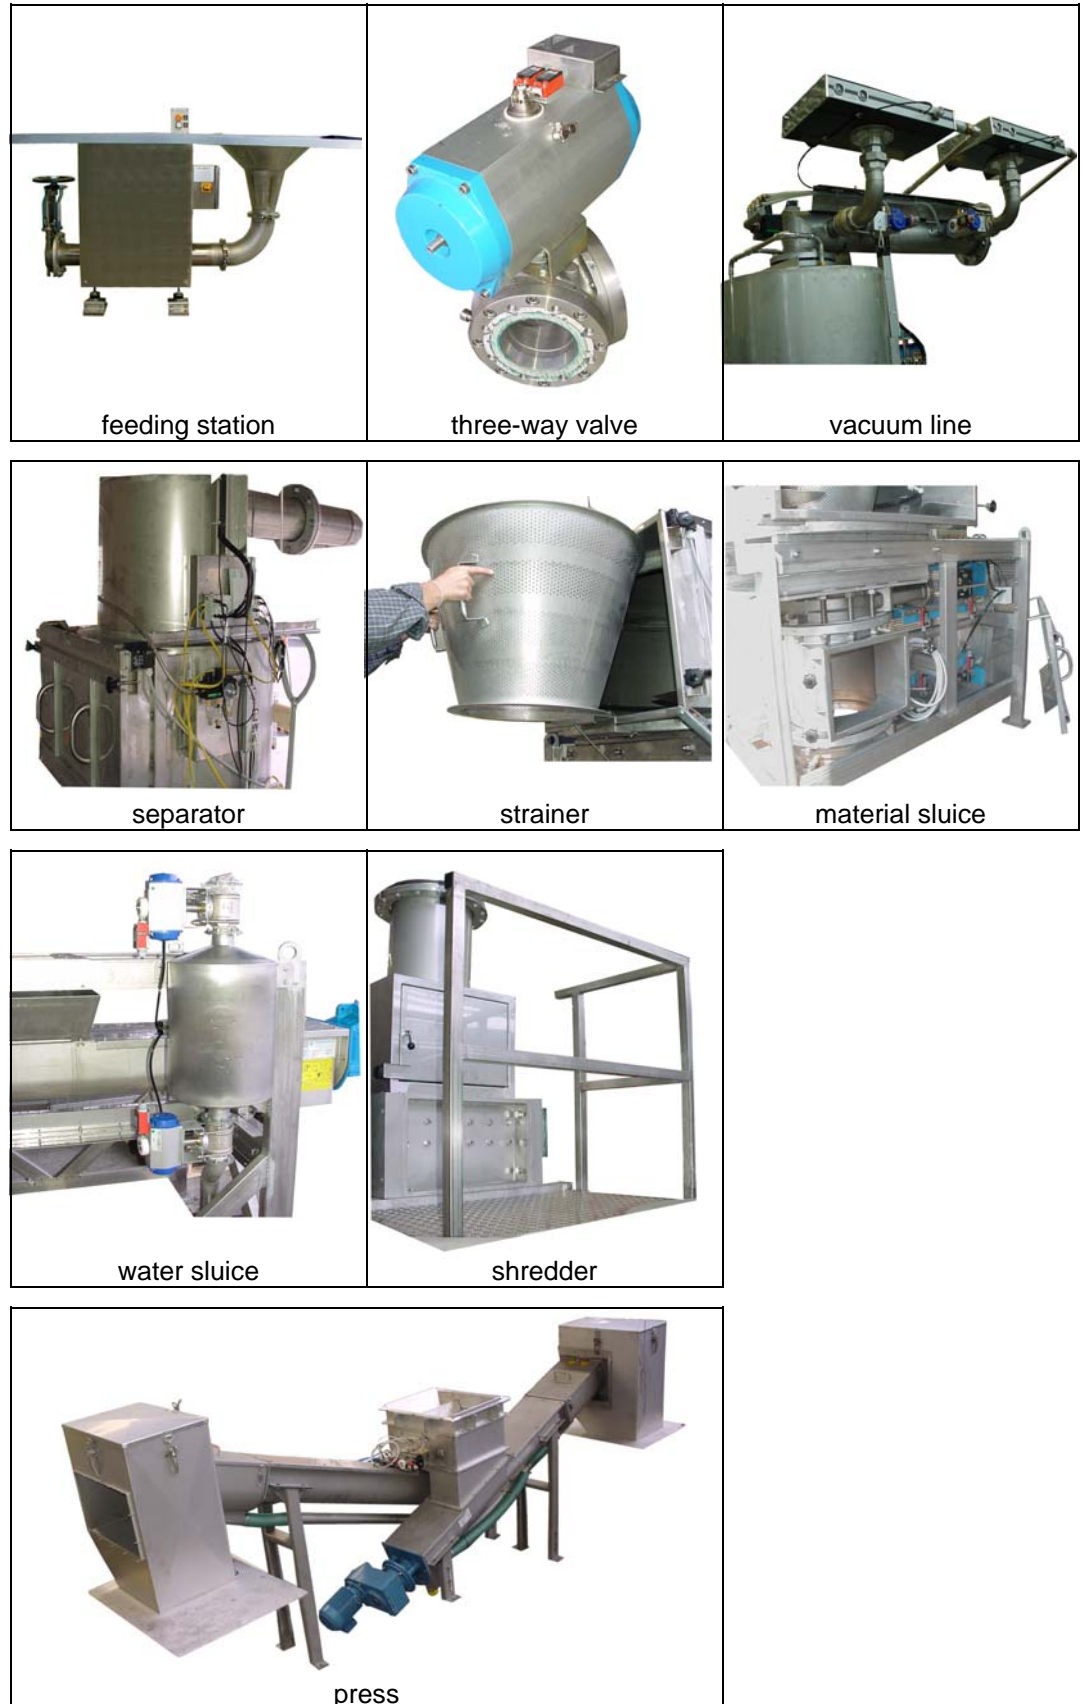 feeding station
three-way valve
vacuum line
separator
strainer
material sluice
water sluice
shredder
press